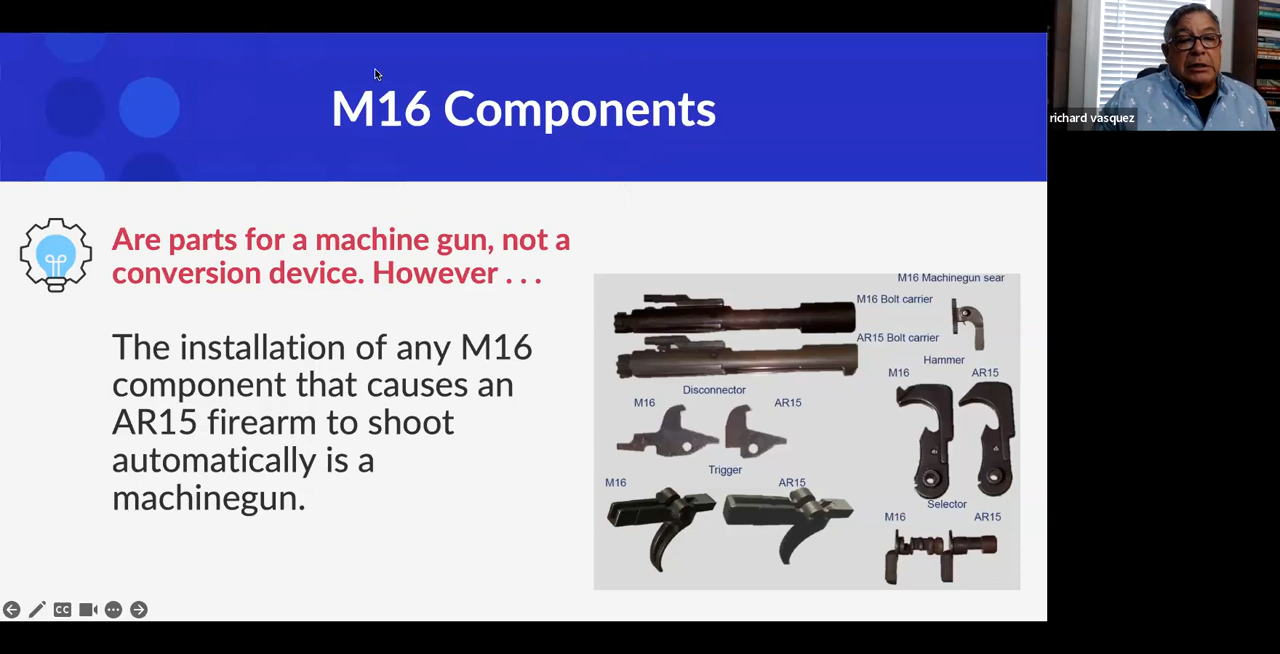 M16 Components
richard vasquez
Are parts for a machine gun, not a
conversion device. However . . .
The installation of any M16
component that causes an
AR15 firearm to shoot
automatically is a
machinegun.
M16 Machinegun sear
M16 Bolt carrier
AR15 Bolt carrier
Hammer
M16 AR15
Disconnector
M16 AR15
Trigger
M16 AR15
Selector
M16 AR15
CC